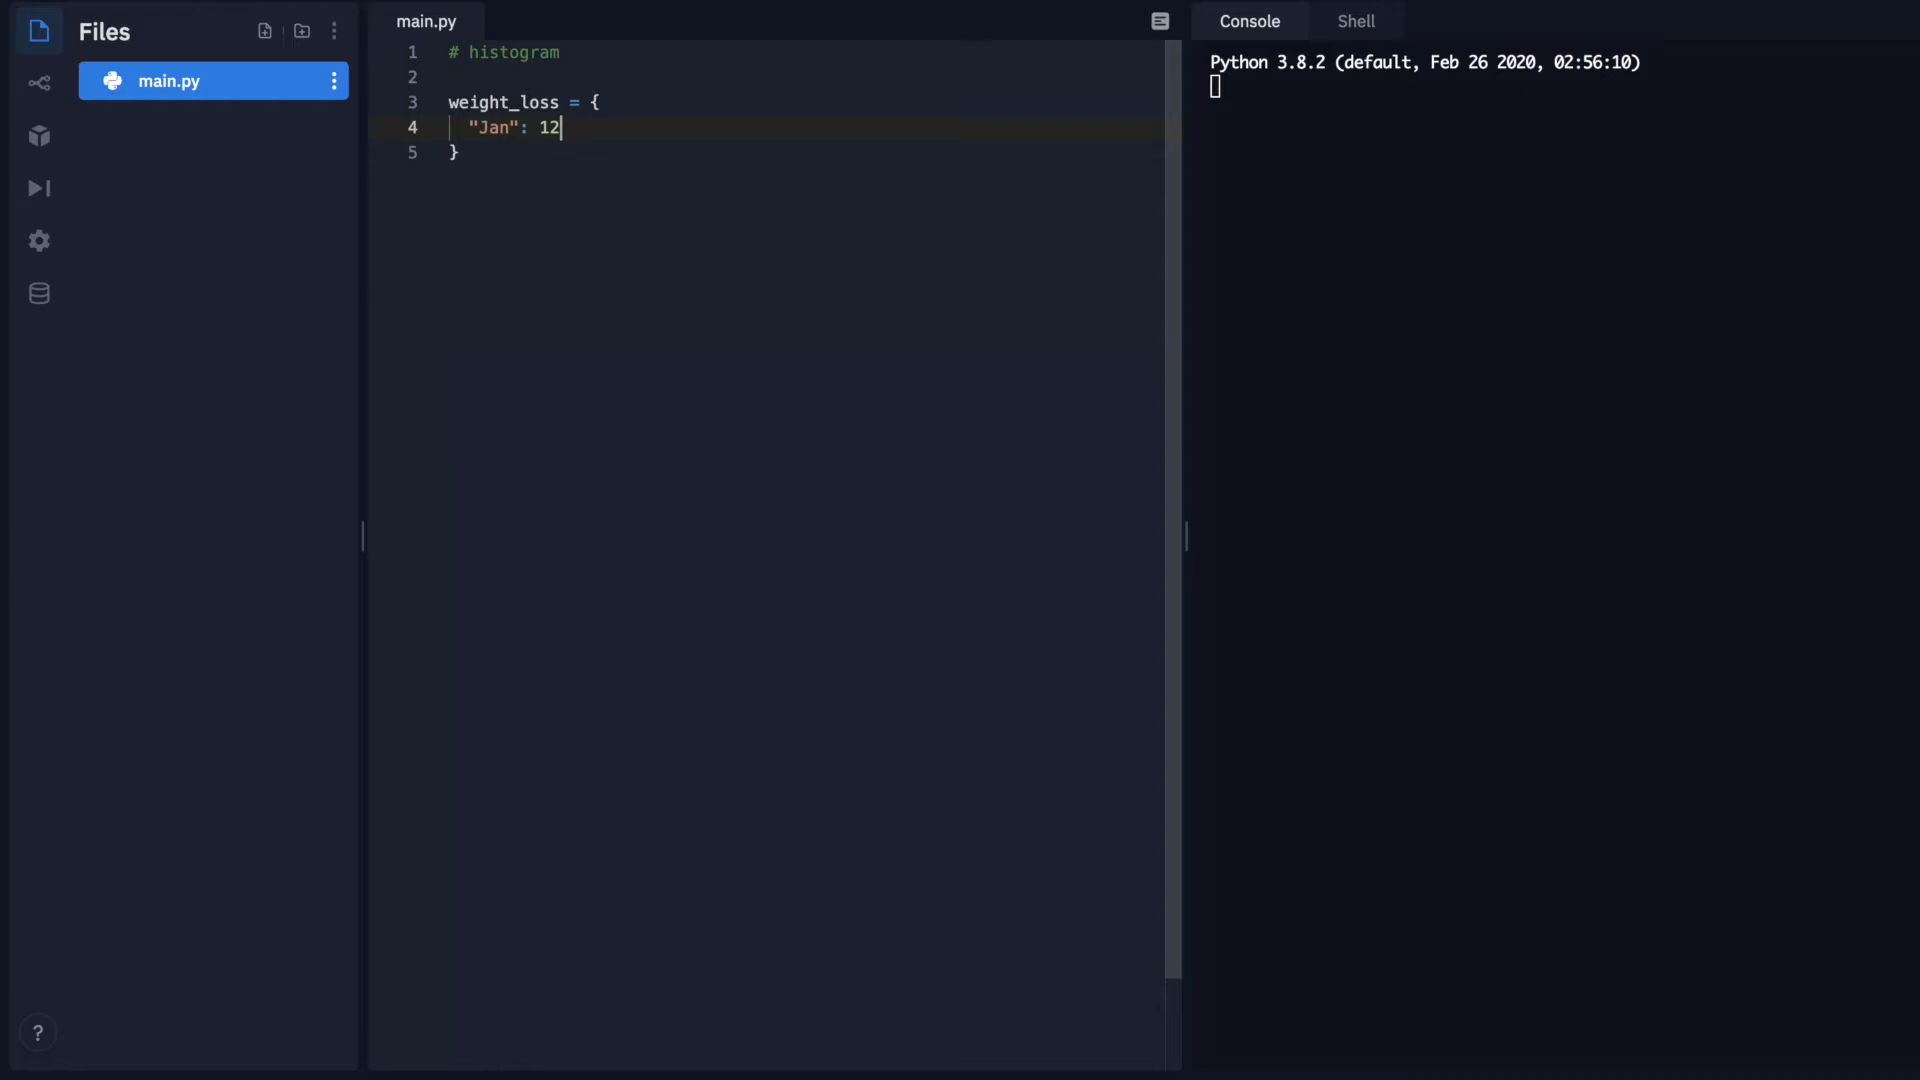 Files
main.py
main.py
1 # histogram
2
3 weight_loss = {
4 "Jan": 12
5 }
Console
Shell
Python 3.8.2 (default, Feb 26 2020, 02:56:10)
?